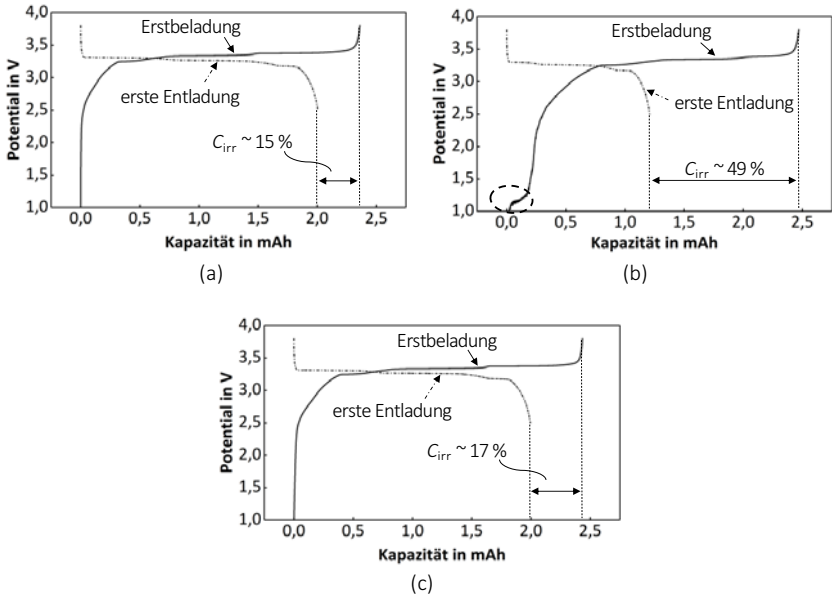 4,0
3,5
3,0
2,5
2,0
1,5
1,0
Potential in V
Erstbeladung
erste Entladung
C_irr ~ 15 %
0,0 0,5 1,0 1,5 2,0 2,5
Kapazität in mAh
(a)
4,0
3,5
3,0
2,5
2,0
1,5
1,0
Potential in V
Erstbeladung
erste Entladung
C_irr ~ 49 %
0,0 0,5 1,0 1,5 2,0 2,5
Kapazität in mAh
(b)
4,0
3,5
3,0
2,5
2,0
1,5
1,0
Potential in V
Erstbeladung
erste Entladung
C_irr ~ 17 %
0,0 0,5 1,0 1,5 2,0 2,5
Kapazität in mAh
(c)